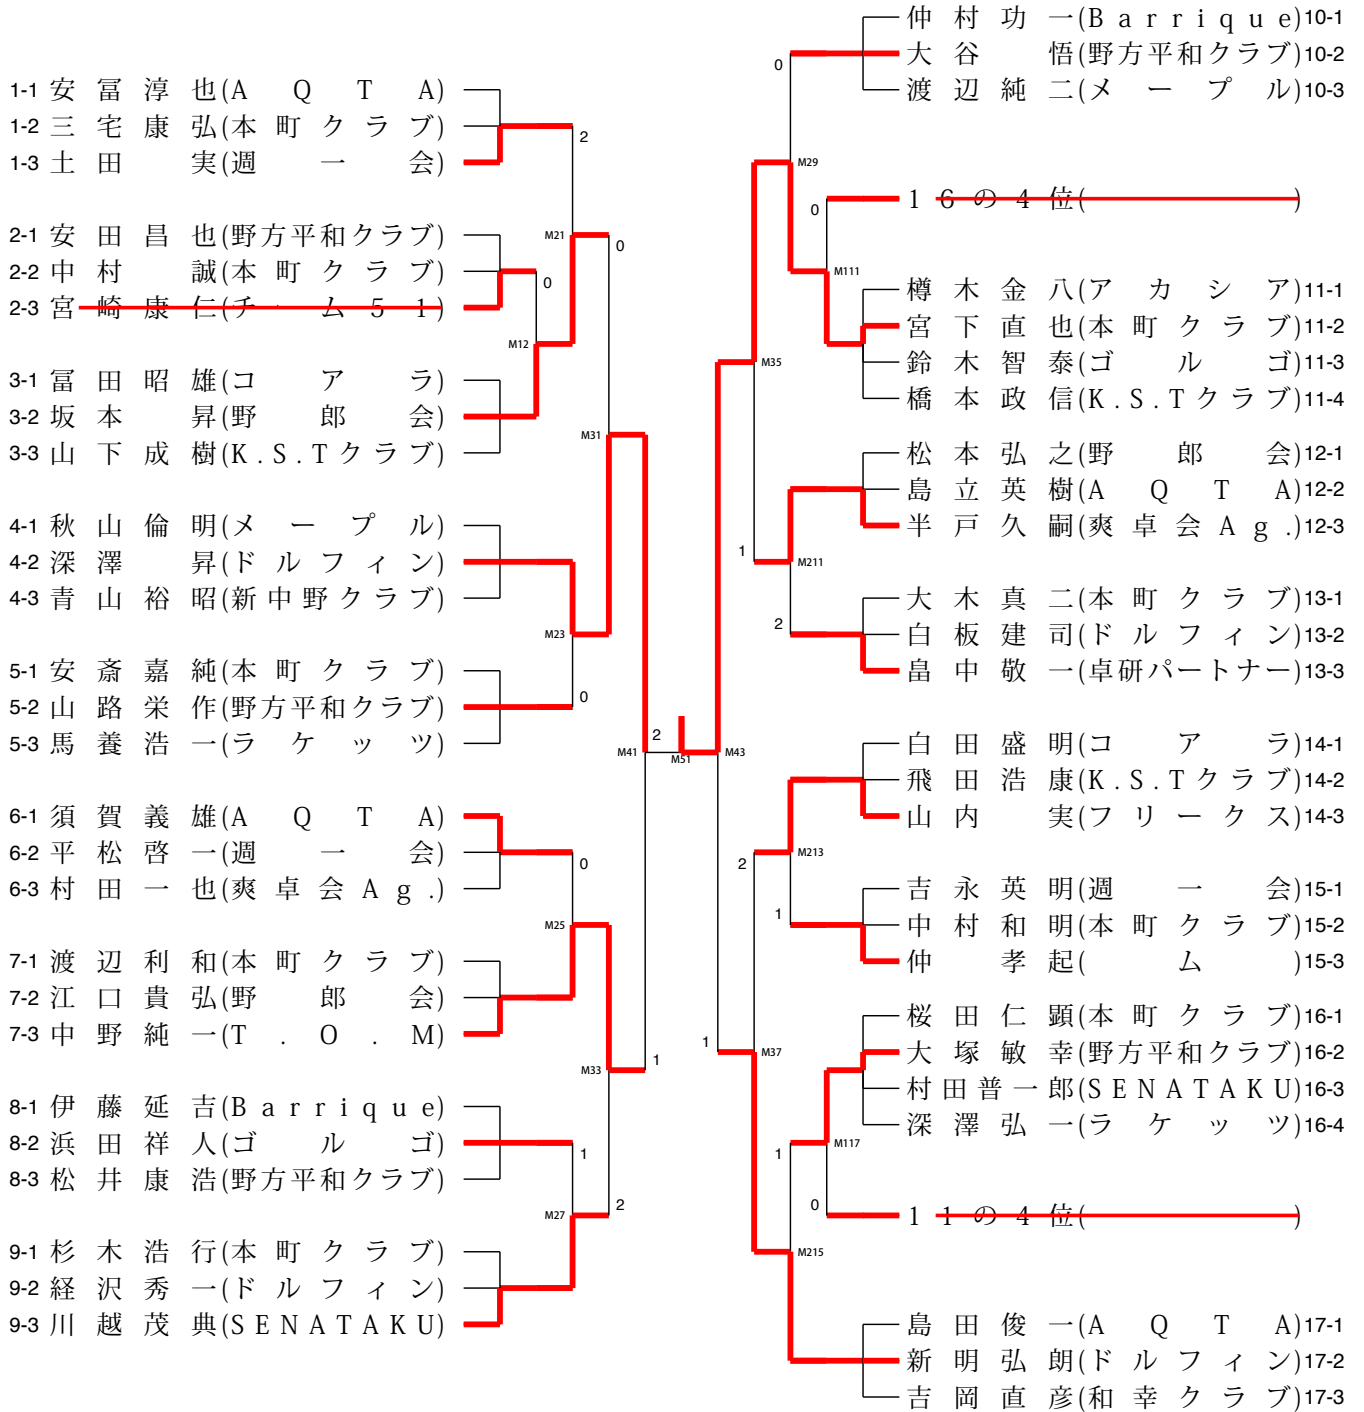 1-1 安冨淳也(AQTA)
1-2 三宅康弘(本町クラブ)
1-3 土田実(週一会)
2
2-1 安田昌也(野方平和クラブ)
M21
0
2-2 中村誠(本町クラブ)
0
2-3 宮崎康仁(チーム51)
M12
3-1 冨田昭雄(コアラ)
3-2 坂本昇(野郎会)
M31
3-3 山下成樹(K.S.Tクラブ)
4-1 秋山倫明(メープル)
4-2 深澤昇(ドルフィン)
4-3 青山裕昭(新中野クラブ)
M23
5-1 安斎嘉純(本町クラブ)
0
5-2 山路栄作(野方平和クラブ)
5-3 馬養浩一(ラケッツ)
2
M41
M51
M43
6-1 須賀義雄(AQTA)
6-2 平松啓一(週一会)
0
6-3 村田一也(爽卓会Ag.)
M25
7-1 渡辺利和(本町クラブ)
7-2 江口貴弘(野郎会)
7-3 中野純一(T.O.M)
1
M33
8-1 伊藤延吉(Barrique)
8-2 浜田祥人(ゴルゴ)
1
8-3 松井康浩(野方平和クラブ)
2
M27
9-1 杉木浩行(本町クラブ)
9-2 経沢秀一(ドルフィン)
9-3 川越茂典(SENATAKU)
仲村功一(Barrique)10-1
大谷悟(野方平和クラブ)10-2
0
渡辺純二(メープル)10-3
M29
16の4位( )
0
M111
樽木金八(アカシア)11-1
宮下直也(本町クラブ)11-2
鈴木智泰(ゴルゴ)11-3
M35
橋本政信(K.S.Tクラブ)11-4
松本弘之(野郎会)12-1
島立英樹(AQTA)12-2
半戸久嗣(爽卓会Ag.)12-3
1
M211
大木真二(本町クラブ)13-1
2
白板建司(ドルフィン)13-2
畠中敬一(卓研パートナー)13-3
白田盛明(コアラ)14-1
飛田浩康(K.S.Tクラブ)14-2
山内実(フリークス)14-3
M213
2
吉永英明(週一会)15-1
1
中村和明(本町クラブ)15-2
仲孝起(ム)15-3
桜田仁顕(本町クラブ)16-1
1
M37
大塚敏幸(野方平和クラブ)16-2
村田普一郎(SENATAKU)16-3
深澤弘一(ラケッツ)16-4
M117
1
0
11の4位( )
M215
島田俊一(AQTA)17-1
新明弘朗(ドルフィン)17-2
吉岡直彦(和幸クラブ)17-3